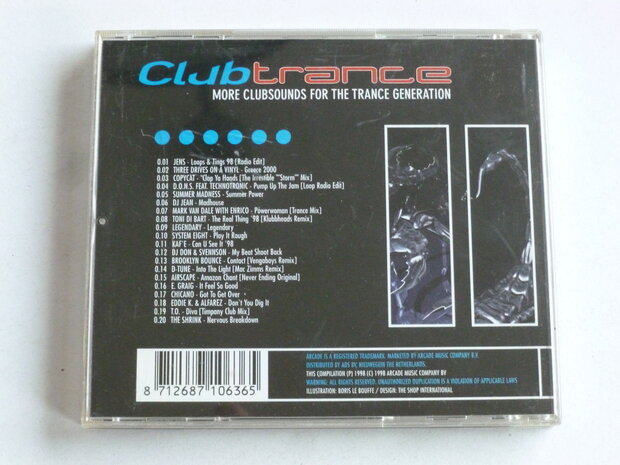 Clubtrance
MORE CLUBSOUNDS FOR THE TRANCE GENERATION
0.01 JENS - Loops & Tings 98 (Radio Edit)
0.02 THREE DRIVES ON A VINYL - Greece 2000
0.03 COPYCAT - "Clap Yo Hands [The Irrestible "'Storm'" Mix]
0.04 D.O.N.S. FEAT. TECHNOTRONIC - Pump Up The Jam [Loop Radio Edit]
0.05 SUMMER MADNESS - Summer Power
0.06 DJ JEAN - Madhouse
0.07 MARK VAN DALE WITH ENRICO - Powerwoman [Trance Mix]
0.08 TONI DI BART - The Real Thing '98 [Klubbheads Remix]
0.09 LEGENDARY - Legendary
0.10 SYSTEM EIGHT - Play It Rough
0.11 KAF'E - Can U See It '98
0.12 DJ DON & SVENNSON - My Beat Shoot Back
0.13 BROOKLYN BOUNCE - Contact [Vengaboys Remix]
0.14 D-TUNE - Into The Light [Mac Zimms Remix]
0.15 AIRSCAPE - Amazon Chant [Never Ending Original]
0.16 E. GRAIG - It Feel So Good
0.17 CHICANO - Got To Get Over
0.18 EDDIE K. & ALFAREZ - Don't You Dig It
0.19 T.O. - Diva [Timpany Club Mix]
0.20 THE SHRINK - Nervous Breakdown
8 712687 106365
ARCADE IS A REGISTERED TRADEMARK. MARKETED BY ARCADE MUSIC COMPANY B.V.
DISTRIBUTED BY ADS BV, NIEUWEGEIN THE NETHERLANDS.
THIS COMPILATION (P) 1998 (C) 1998 ARCADE MUSIC COMPANY BV
WARNING: ALL RIGHTS RESERVED. UNAUTHORIZED DUPLICATION IS A VIOLATION OF APPLICABLE LAWS
ILLUSTRATION: BORIS LE BOUFFE / DESIGN: THE SHOP INTERNATIONAL